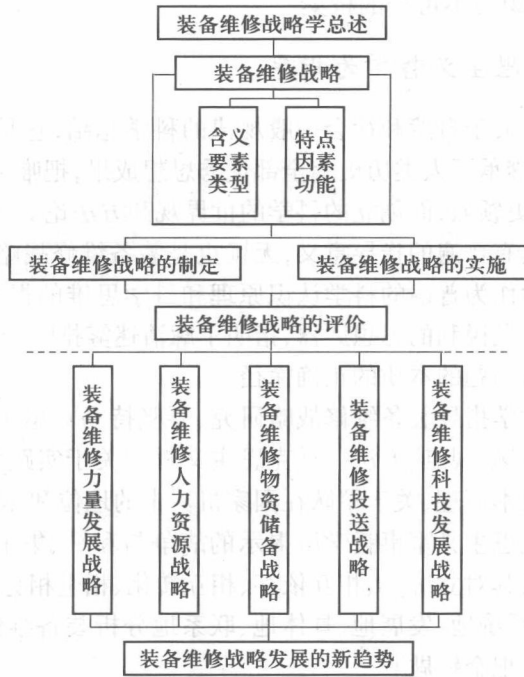 装备维修战略学总述
装备维修战略
含义
要素
类型
特点
因素
功能
装备维修战略的制定
装备维修战略的实施
装备维修战略的评价
装备维修力量发展战略
装备维修人力资源战略
装备维修物资储备战略
装备维修投送战略
装备维修科技发展战略
装备维修战略发展的新趋势